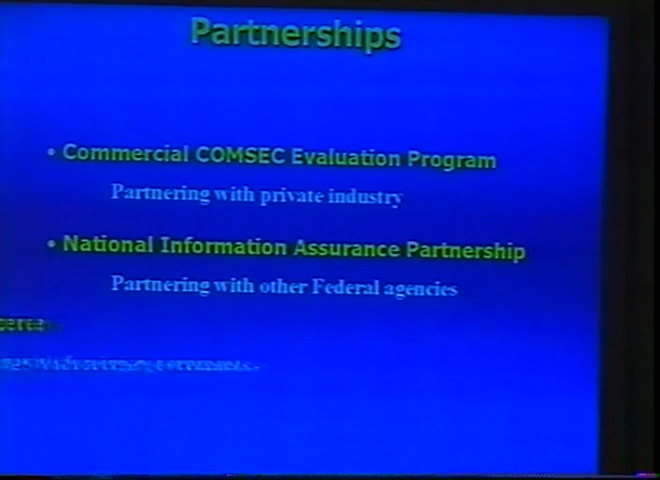 Partnerships
• Commercial COMSEC Evaluation Program
Partnering with private industry
• National Information Assurance Partnership
Partnering with other Federal agencies